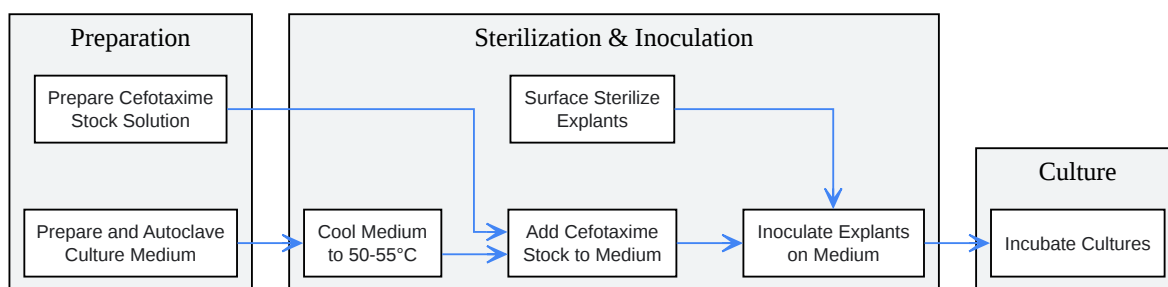 Preparation
Prepare Cefotaxime
Stock Solution
Prepare and Autoclave
Culture Medium
Sterilization & Inoculation
Surface Sterilize
Explants
Cool Medium
to 50-55°C
Add Cefotaxime
Stock to Medium
Inoculate Explants
on Medium
Culture
Incubate Cultures